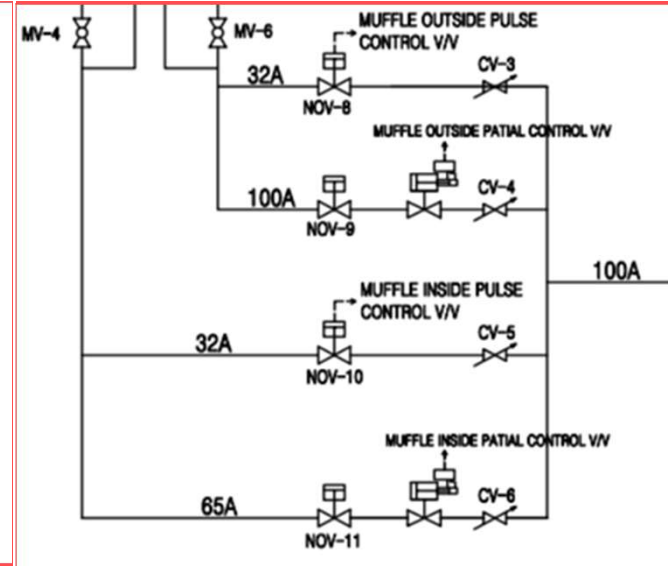 MV-4
MV-6
MUFFLE OUTSIDE PULSE
CONTROL V/V
32A
CV-3
NOV-8
MUFFLE OUTSIDE PATIAL CONTROL V/V
100A
CV-4
NOV-9
100A
MUFFLE INSIDE PULSE
CONTROL V/V
32A
CV-5
NOV-10
MUFFLE INSIDE PATIAL CONTROL V/V
65A
CV-6
NOV-11